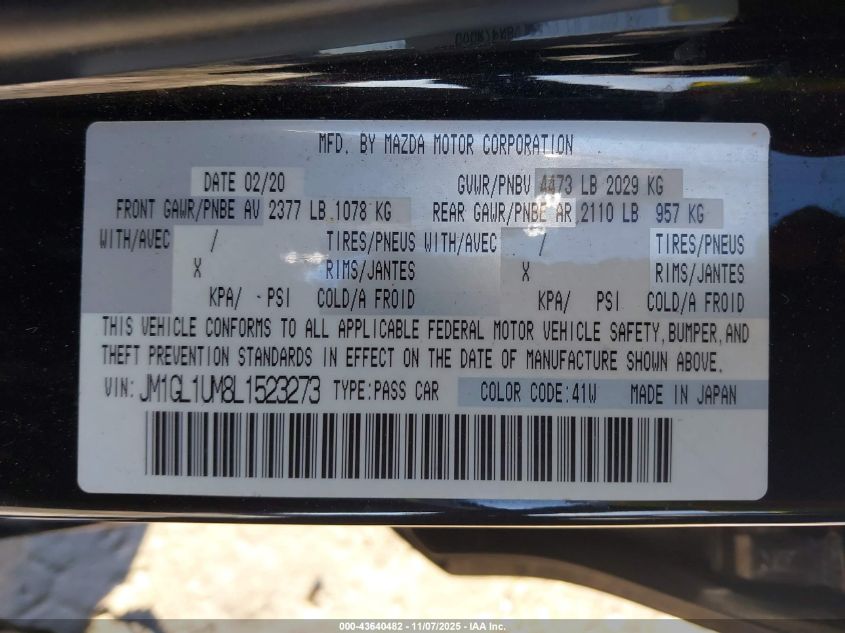 MFD. BY MAZDA MOTOR CORPORATION
DATE 02/20 GVWR/PNBV 4473 LB 2029 KG
FRONT GAWR/PNBE AV 2377 LB 1078 KG REAR GAWR/PNBE AR 2110 LB 957 KG
WITH/AVEC / TIRES/PNEUS WITH/AVEC / TIRES/PNEUS
X RIMS/JANTES X RIMS/JANTES
KPA/ PSI COLD/A FROID KPA/ PSI COLD/A FROID
THIS VEHICLE CONFORMS TO ALL APPLICABLE FEDERAL MOTOR VEHICLE SAFETY,BUMPER,AND
THEFT PREVENTION STANDARDS IN EFFECT ON THE DATE OF MANUFACTURE SHOWN ABOVE.
VIN: JM1GL1UM8L1523273 TYPE:PASS CAR COLOR CODE:41W MADE IN JAPAN
000-43640482 - 11/07/2025 - IAA Inc.